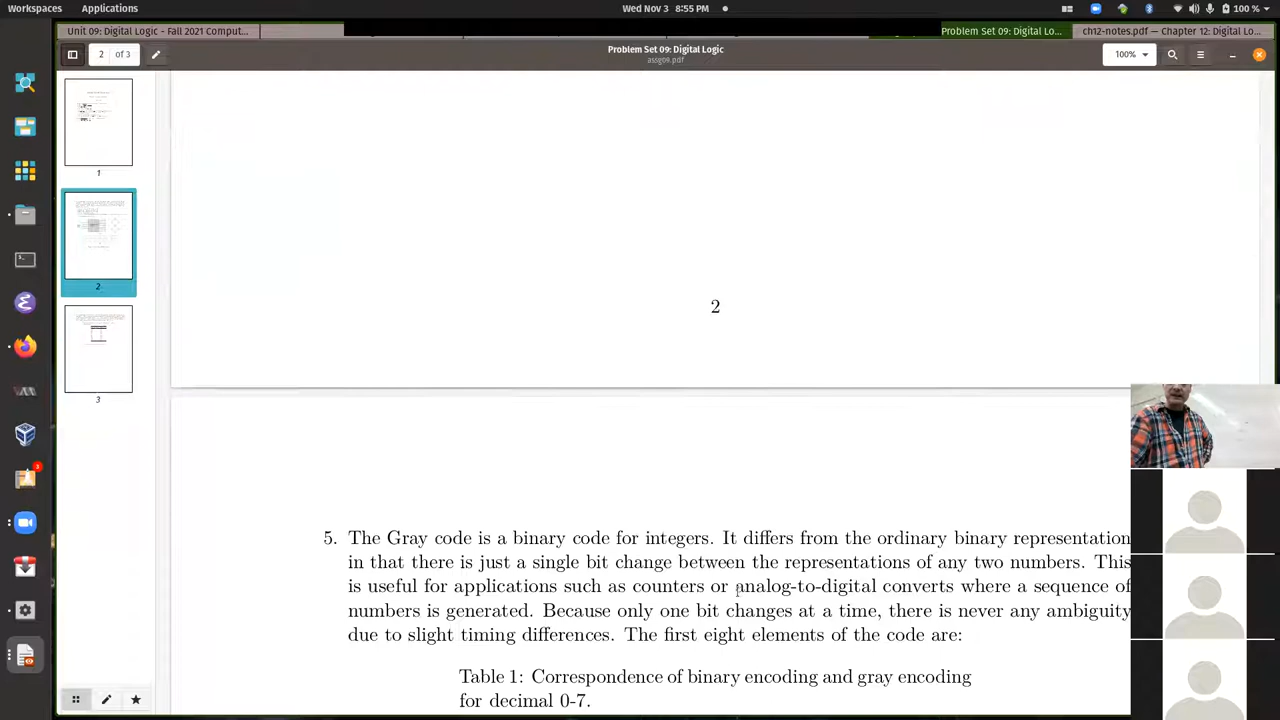 Workspaces Applications Wed Nov 3 8:55 PM 100 %
Unit 09: Digital Logic - Fall 2021 Comput... Problem Set 09: Digital Lo... ch12-notes.pdf — Chapter 12: Digital Lo...
2 of 3 Problem Set 09: Digital Logic 100%
assg09.pdf
1
2
3
3
2
5. The Gray code is a binary code for integers. It differs from the ordinary binary representation
in that there is just a single bit change between the representations of any two numbers. This
is useful for applications such as counters or analog-to-digital converts where a sequence of
numbers is generated. Because only one bit changes at a time, there is never any ambiguity
due to slight timing differences. The first eight elements of the code are:
Table 1: Correspondence of binary encoding and gray encoding
for decimal 0-7.